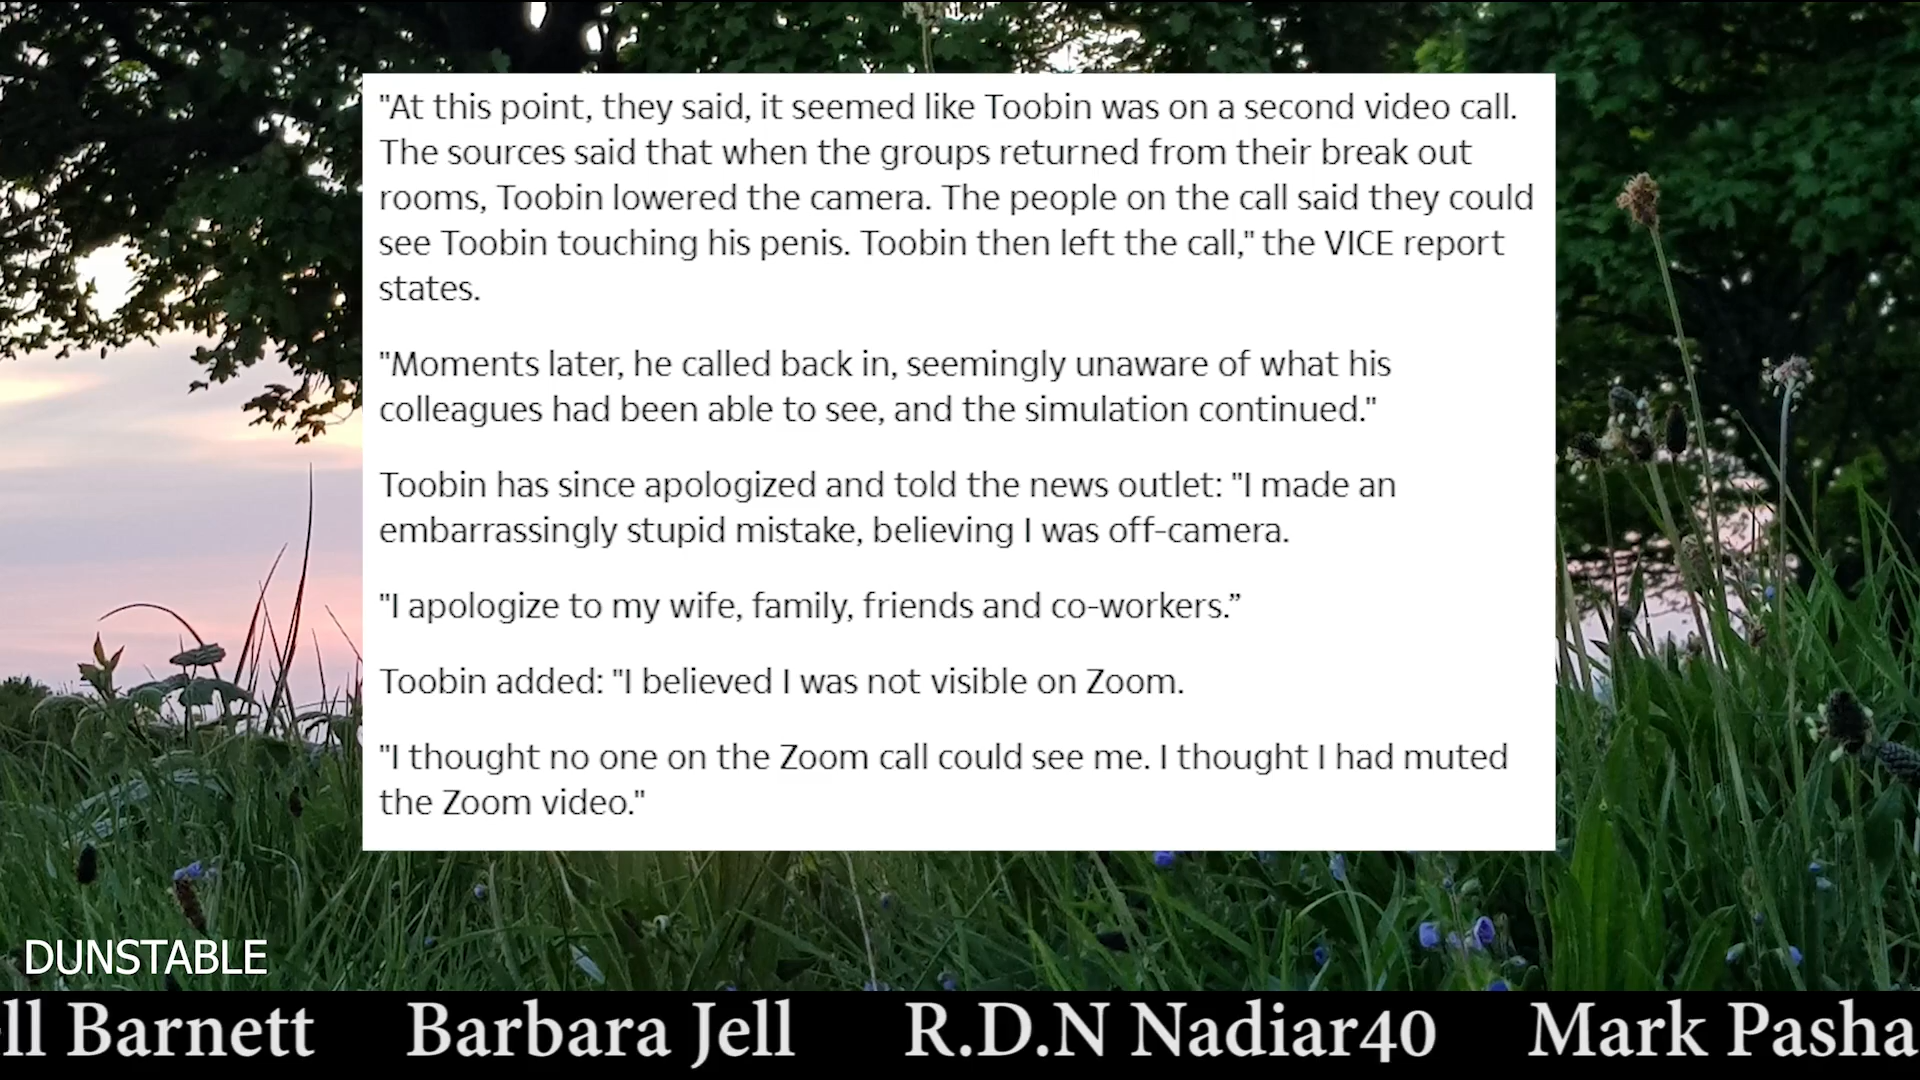 "At this point, they said, it seemed like Toobin was on a second video call.
The sources said that when the groups returned from their break out
rooms, Toobin lowered the camera. The people on the call said they could
see Toobin touching his penis. Toobin then left the call," the VICE report
states.
"Moments later, he called back in, seemingly unaware of what his
colleagues had been able to see, and the simulation continued."
Toobin has since apologized and told the news outlet: "I made an
embarrassingly stupid mistake, believing I was off-camera.
"I apologize to my wife, family, friends and co-workers.”
Toobin added: "I believed I was not visible on Zoom.
"I thought no one on the Zoom call could see me. I thought I had muted
the Zoom video."
DUNSTABLE
ll Barnett Barbara Jell R.D.N Nadiar40 Mark Pasha